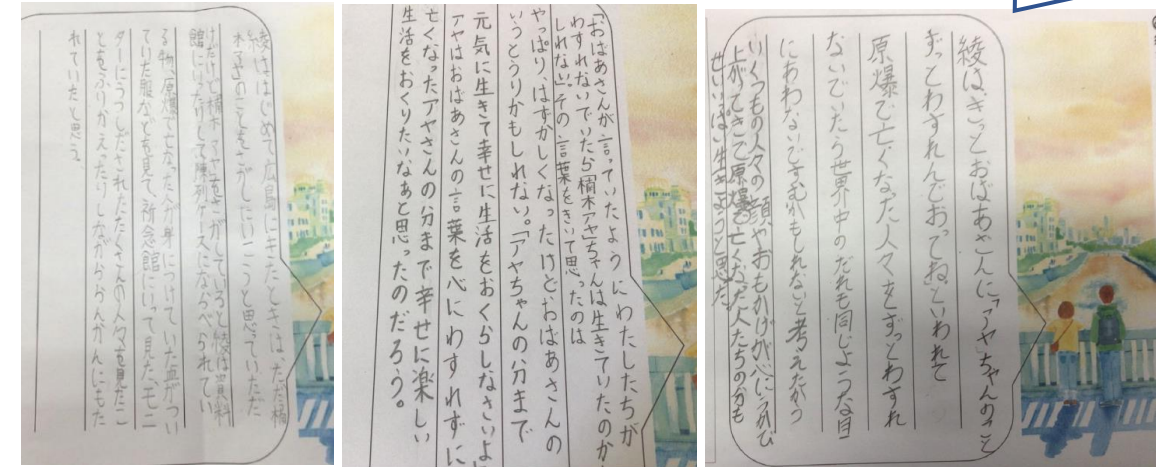 綾ははじめて広島にきたときは、ただ楠
木アヤのことをさがしにいこうと思っていただ
けだけど楠木アヤをさがしていると綾は資料
館にいったりして陳列ケースにならべられてい
る物、原爆で亡くなった人が身につけていた血がつい
ていた服などを見て、祈念館にいって見た、モニ
ターにうつしだされたたくさんの人々を見たこ
ともふりかえったりしながららんかんにもた
れていたと思う。
「おばあさんが言っていたようにわたしたちが
わすれないでいたら「楠木アヤ」ちゃんは生きていたのかも
しれない」その言葉をきいて思ったのは
やっぱり、はずかしくなったけどおばあさんの
いうとうりかもしれない。「アヤちゃんの分まで
元気に生きて幸せに生活をおくらしなさいよ」
アヤはおばあさんの言葉を心にわすれずに
亡くなったアヤさんの分まで幸せに楽しい
生活をおくりたいなぁと思ったのだろう。
綾は、きっとおばあさんに「アヤちゃんのこと
ずっとわすれんでおってね」といわれて
原爆で亡くなった人々をずっとわすれ
ないでいたら世界中のだれも同じような目
にあわないですむかもしれないと考えながら
いくつもの人々の顔やおもかげが心にうかび
上がってきて原爆で亡くなった人たちの分も
せいいっぱい生きようと思った。